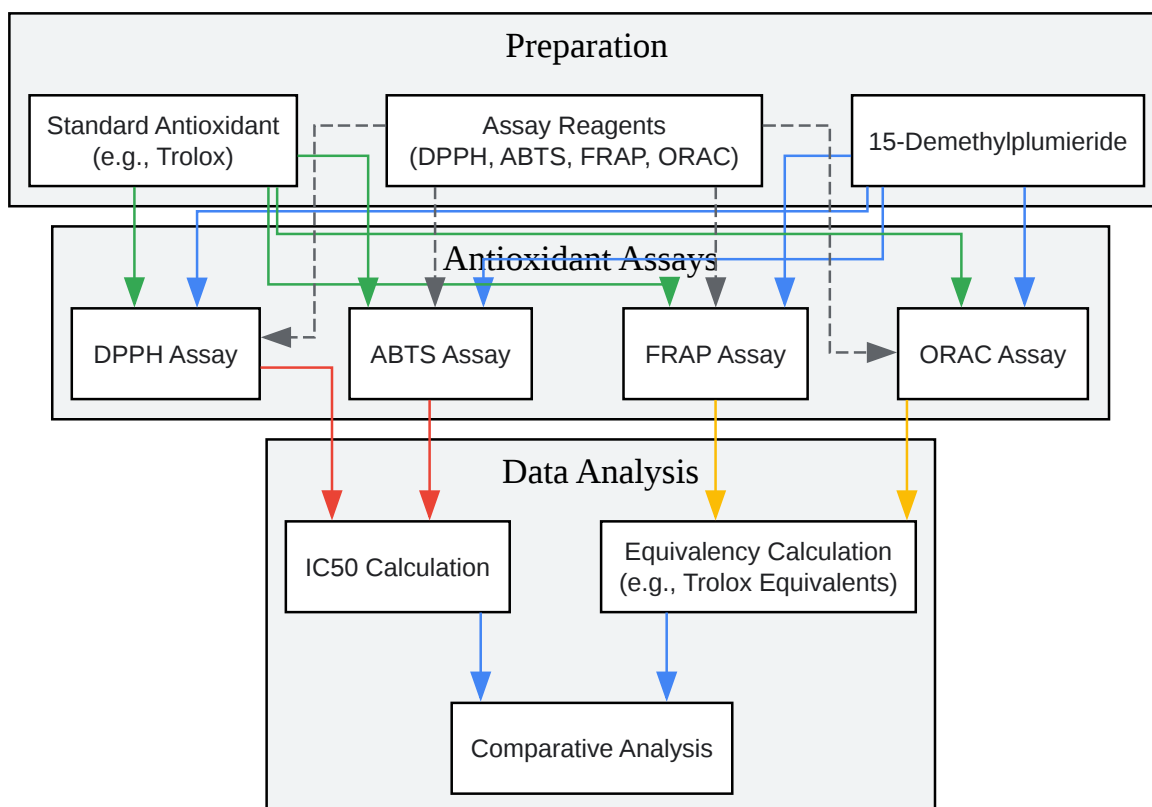 Preparation
Standard Antioxidant
(e.g., Trolox)
Assay Reagents
(DPPH, ABTS, FRAP, ORAC)
15-Demethylplumieride
Antioxidant Assays
DPPH Assay
ABTS Assay
FRAP Assay
ORAC Assay
Data Analysis
IC50 Calculation
Equivalency Calculation
(e.g., Trolox Equivalents)
Comparative Analysis